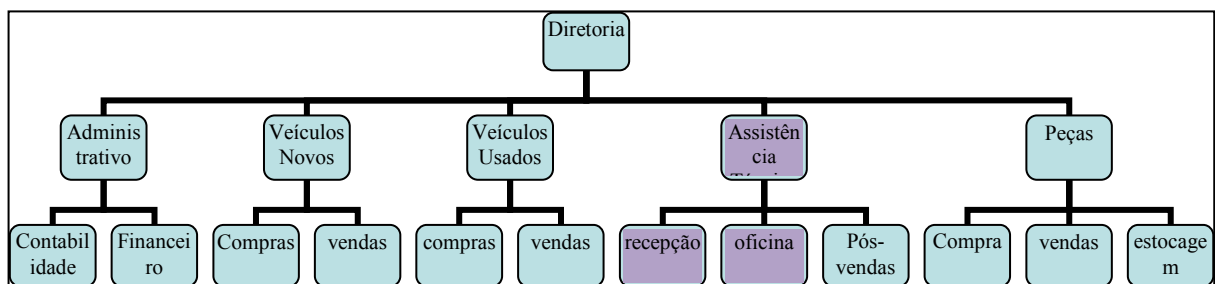 Diretoria
Adminis
trativo
Veículos
Novos
Veículos
Usados
Assistên
cia
Peças
Contabil
idade
Financei
ro
Compras
vendas
compras
vendas
recepção
oficina
Pós-
vendas
Compra
vendas
estocage
m